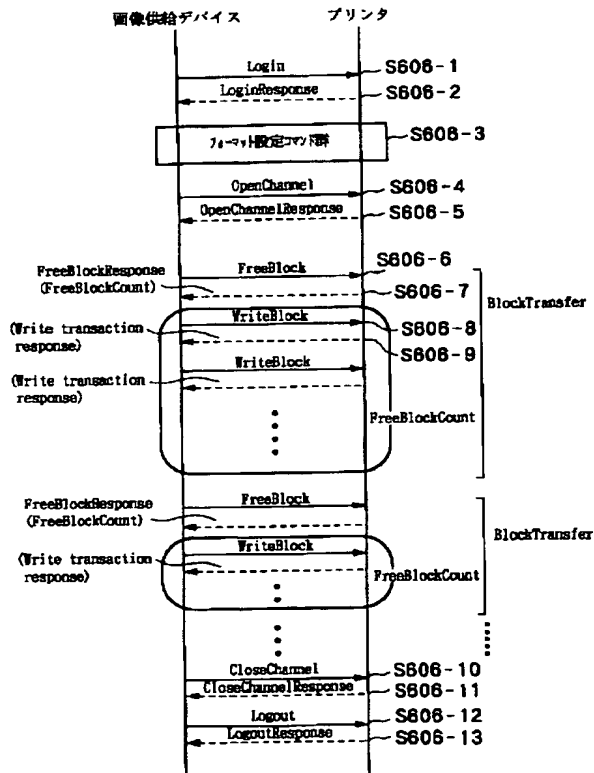 画像供給デバイス
プリンタ
Login
S606-1
LoginResponse
S606-2
フォーマット設定コマンド群
S606-3
OpenChannel
S606-4
OpenChannelResponse
S606-5
S606-6
FreeBlockResponse
(FreeBlockCount)
FreeBlock
S606-7
BlockTransfer
WriteBlock
S606-8
(Write transaction
response)
S606-9
WriteBlock
(Write transaction
response)
FreeBlockCount
FreeBlockResponse
(FreeBlockCount)
FreeBlock
BlockTransfer
WriteBlock
(Write transaction
response)
FreeBlockCount
CloseChannel
S606-10
CloseChannelResponse
S606-11
Logout
S606-12
LogoutResponse
S606-13